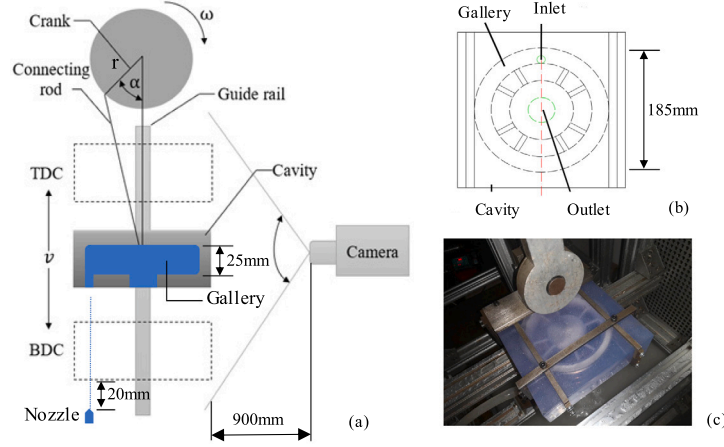 Crank
ω
r
α
Connecting
rod
Guide rail
TDC
Cavity
v
25mm
Camera
Gallery
BDC
20mm
Nozzle
900mm
(a)
Gallery
Inlet
185mm
Cavity
Outlet
(b)
(c)